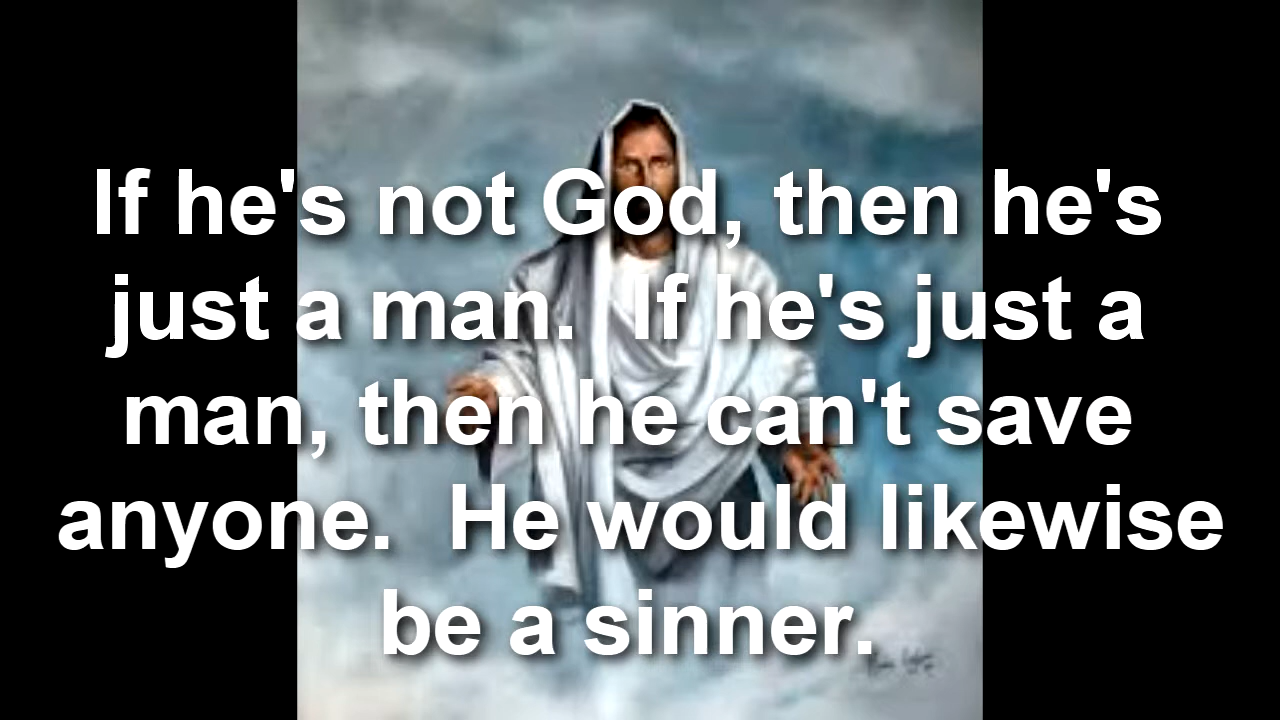 If he's not God, then he's
just a man.  If he's just a
man, then he can't save
anyone.  He would likewise
be a sinner.